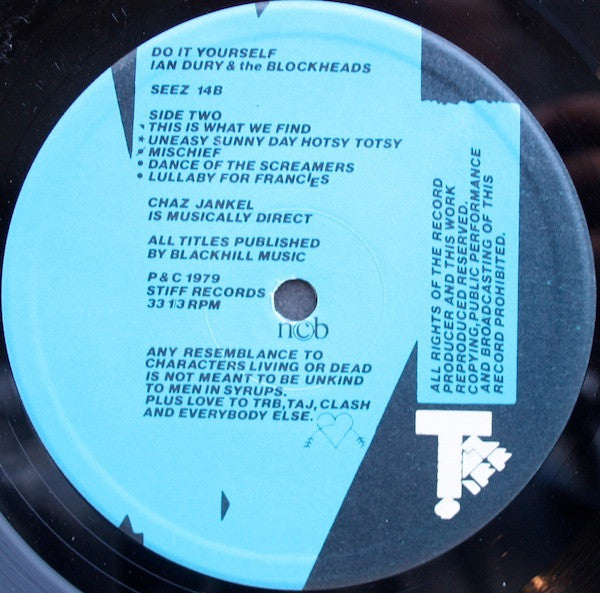 DO IT YOURSELF
IAN DURY & the BLOCKHEADS
SEEZ 14B
SIDE TWO
THIS IS WHAT WE FIND
UNEASY SUNNY DAY HOTSY TOTSY
MISCHIEF
DANCE OF THE SCREAMERS
LULLABY FOR FRANCIES
CHAZ JANKEL
IS MUSICALLY DIRECT
ALL TITLES PUBLISHED
BY BLACKHILL MUSIC
P & C 1979
STIFF RECORDS
33 1/3 RPM
ncb
ANY RESEMBLANCE TO
CHARACTERS LIVING OR DEAD
IS NOT MEANT TO BE UNKIND
TO MEN IN SYRUPS.
PLUS LOVE TO TRB, TAJ, CLASH
AND EVERYBODY ELSE.
ALL RIGHTS OF THE RECORD
PRODUCER AND THIS WORK
REPRODUCED RESERVED.
COPYING, PUBLIC PERFORMANCE
AND BROADCASTING OF THIS
RECORD PROHIBITED.